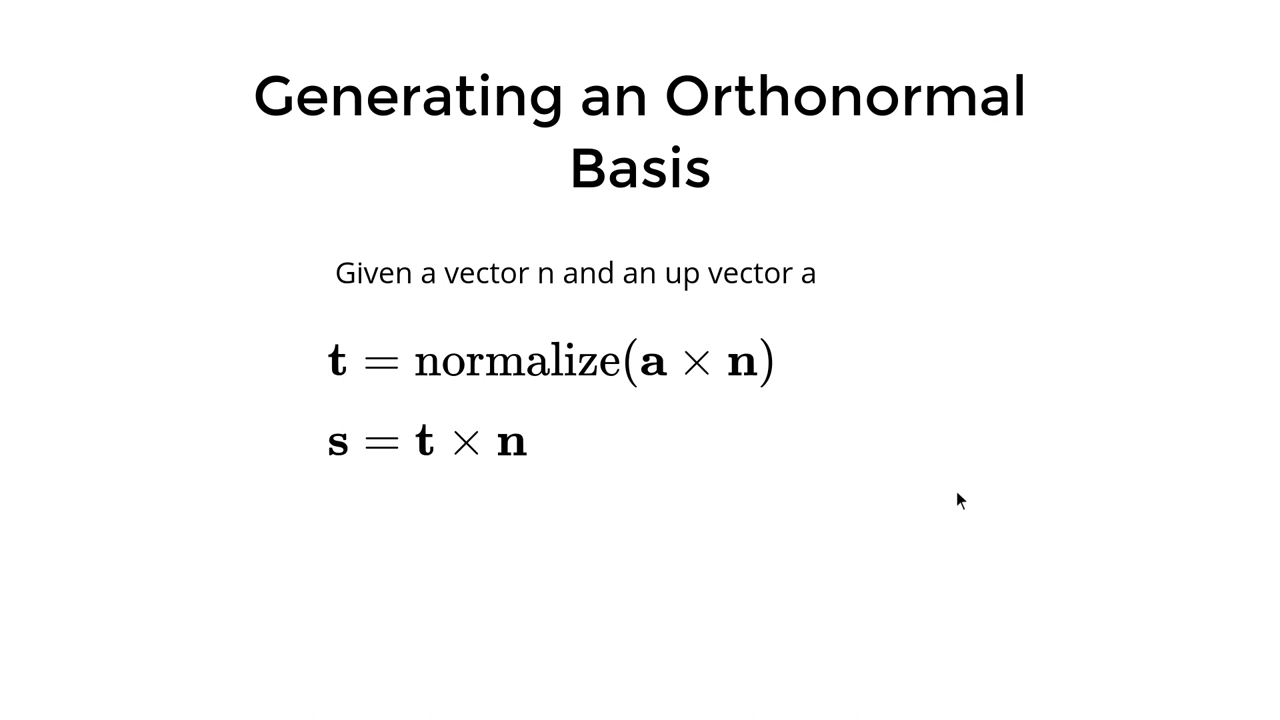 Generating an Orthonormal
Basis
Given a vector n and an up vector a
t = normalize(a × n)
s = t × n